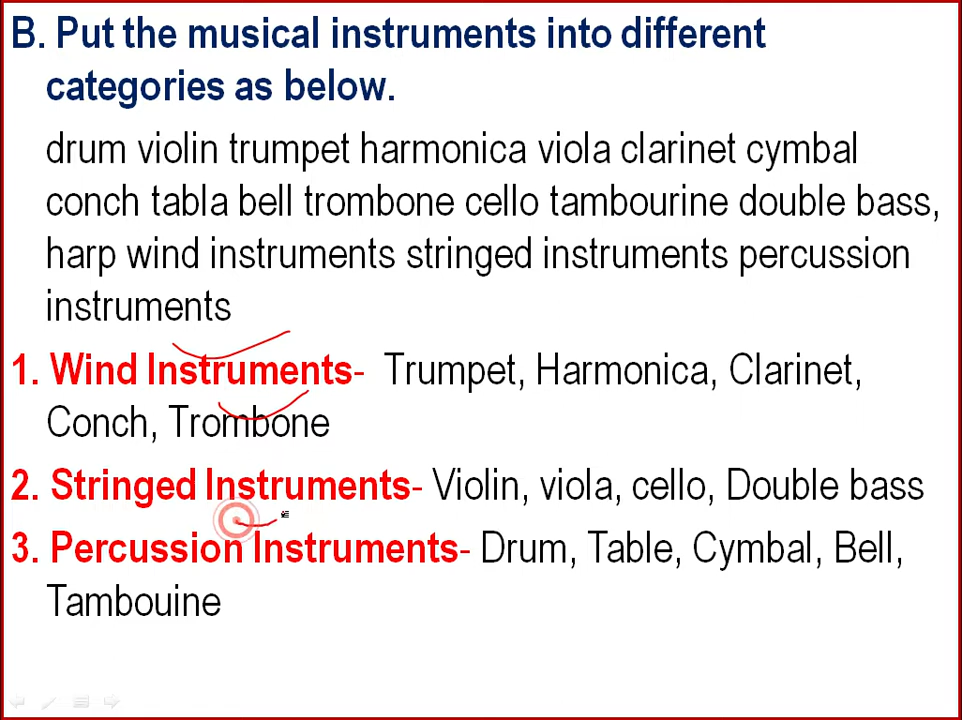 B. Put the musical instruments into different
categories as below.
drum violin trumpet harmonica viola clarinet cymbal
conch tabla bell trombone cello tambourine double bass,
harp wind instruments stringed instruments percussion
instruments
1. Wind Instruments- Trumpet, Harmonica, Clarinet,
Conch, Trombone
2. Stringed Instruments- Violin, viola, cello, Double bass
3. Percussion Instruments- Drum, Table, Cymbal, Bell,
Tambouine